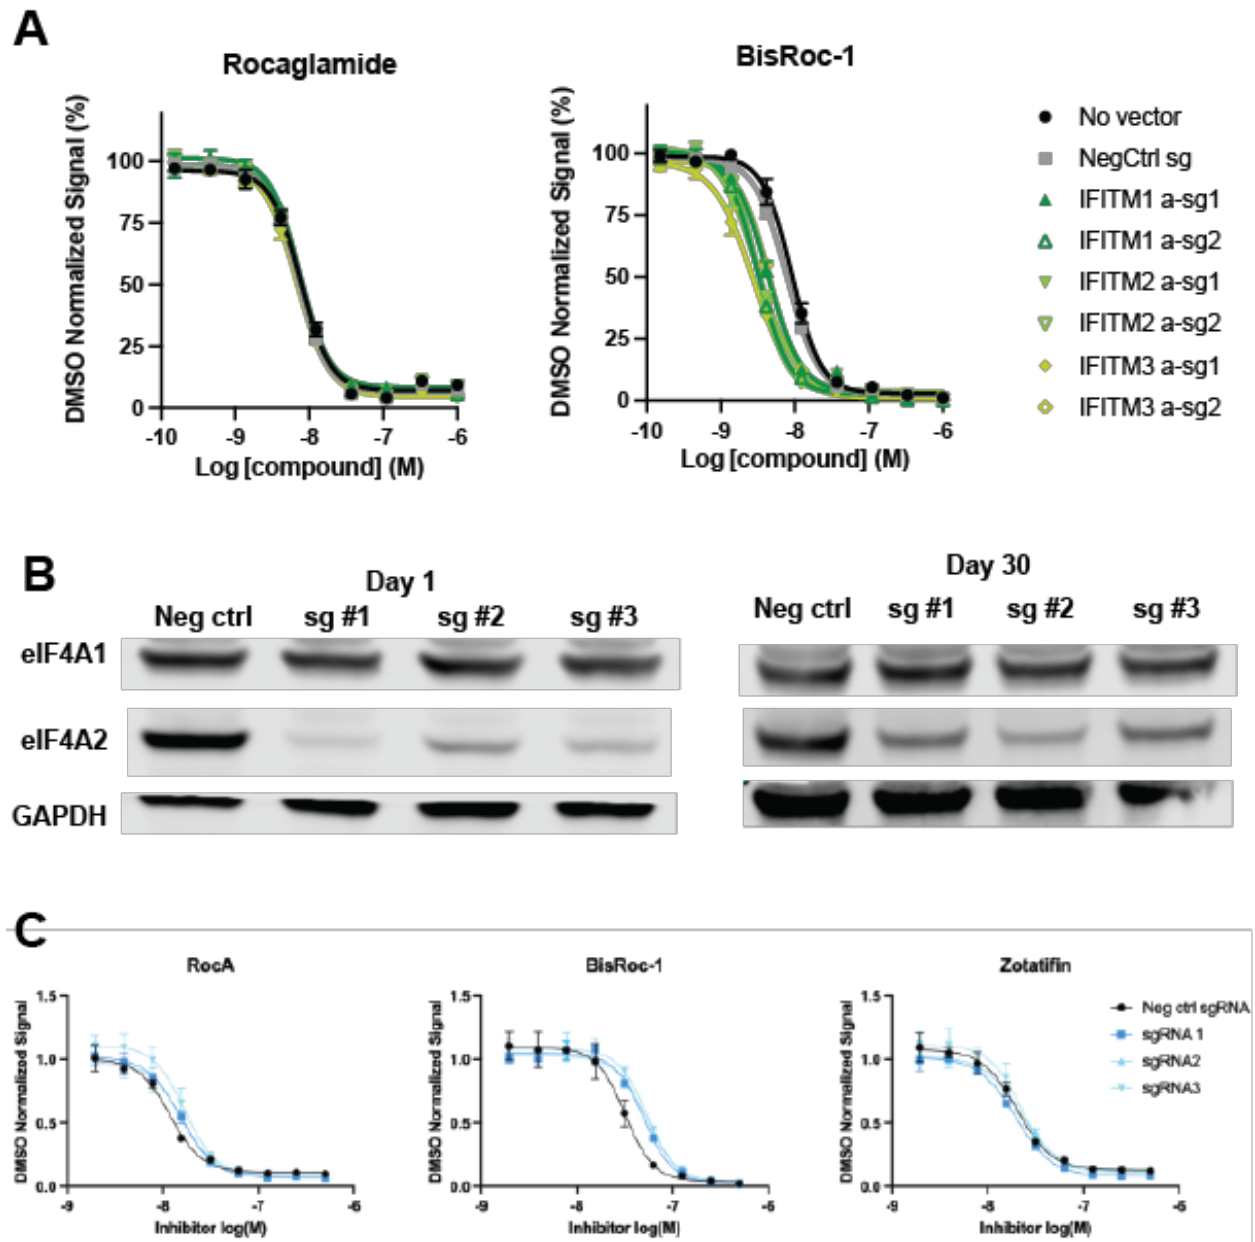 A
Rocaglamide
DMSO Normalized Signal (%)
100
75
50
25
0
-10 -9 -8 -7 -6
Log [compound] (M)
BisRoc-1
DMSO Normalized Signal (%)
100
75
50
25
0
-10 -9 -8 -7 -6
Log [compound] (M)
No vector
NegCtrl sg
IFITM1 a-sg1
IFITM1 a-sg2
IFITM2 a-sg1
IFITM2 a-sg2
IFITM3 a-sg1
IFITM3 a-sg2
B
Day 1
Neg ctrl sg #1 sg #2 sg #3
Day 30
Neg ctrl sg #1 sg #2 sg #3
eIF4A1
eIF4A2
GAPDH
C
RocA
DMSO Normalized Signal
1.5
1.0
0.5
0.0
-9 -8 -7 -6
Inhibitor log(M)
BisRoc-1
DMSO Normalized Signal
1.5
1.0
0.5
0.0
-9 -8 -7 -6
Inhibitor log(M)
Zotatifin
DMSO Normalized Signal
1.5
1.0
0.5
0.0
-9 -8 -7 -6
Inhibitor log(M)
Neg ctrl sgRNA
sgRNA 1
sgRNA2
sgRNA3